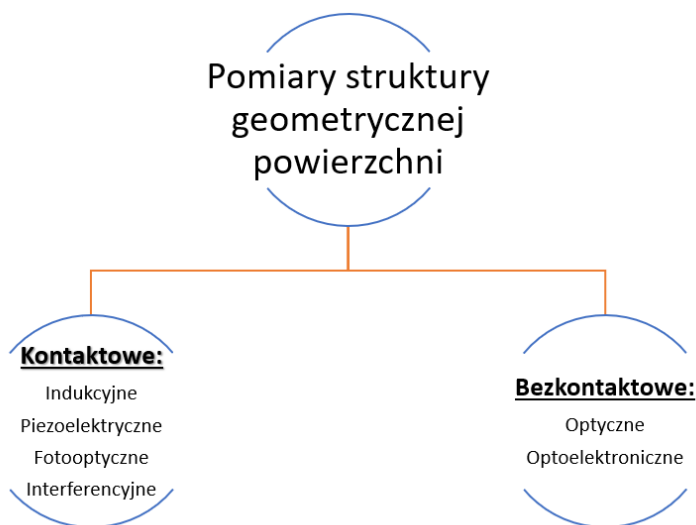 Pomiary struktury
geometrycznej
powierzchni
Kontaktowe:
Indukcyjne
Piezoelektryczne
Fotooptyczne
Interferencyjne
Bezkontaktowe:
Optyczne
Optoelektroniczne